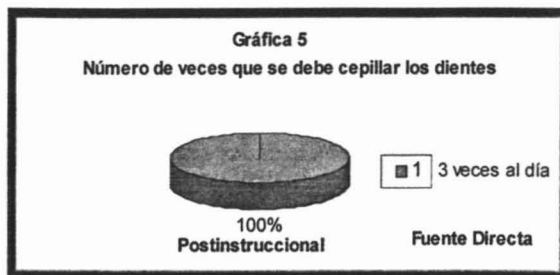 Gráfica 5
Número de veces que se debe cepillar los dientes
1 3 veces al día
100%
Postinstruccional
Fuente Directa